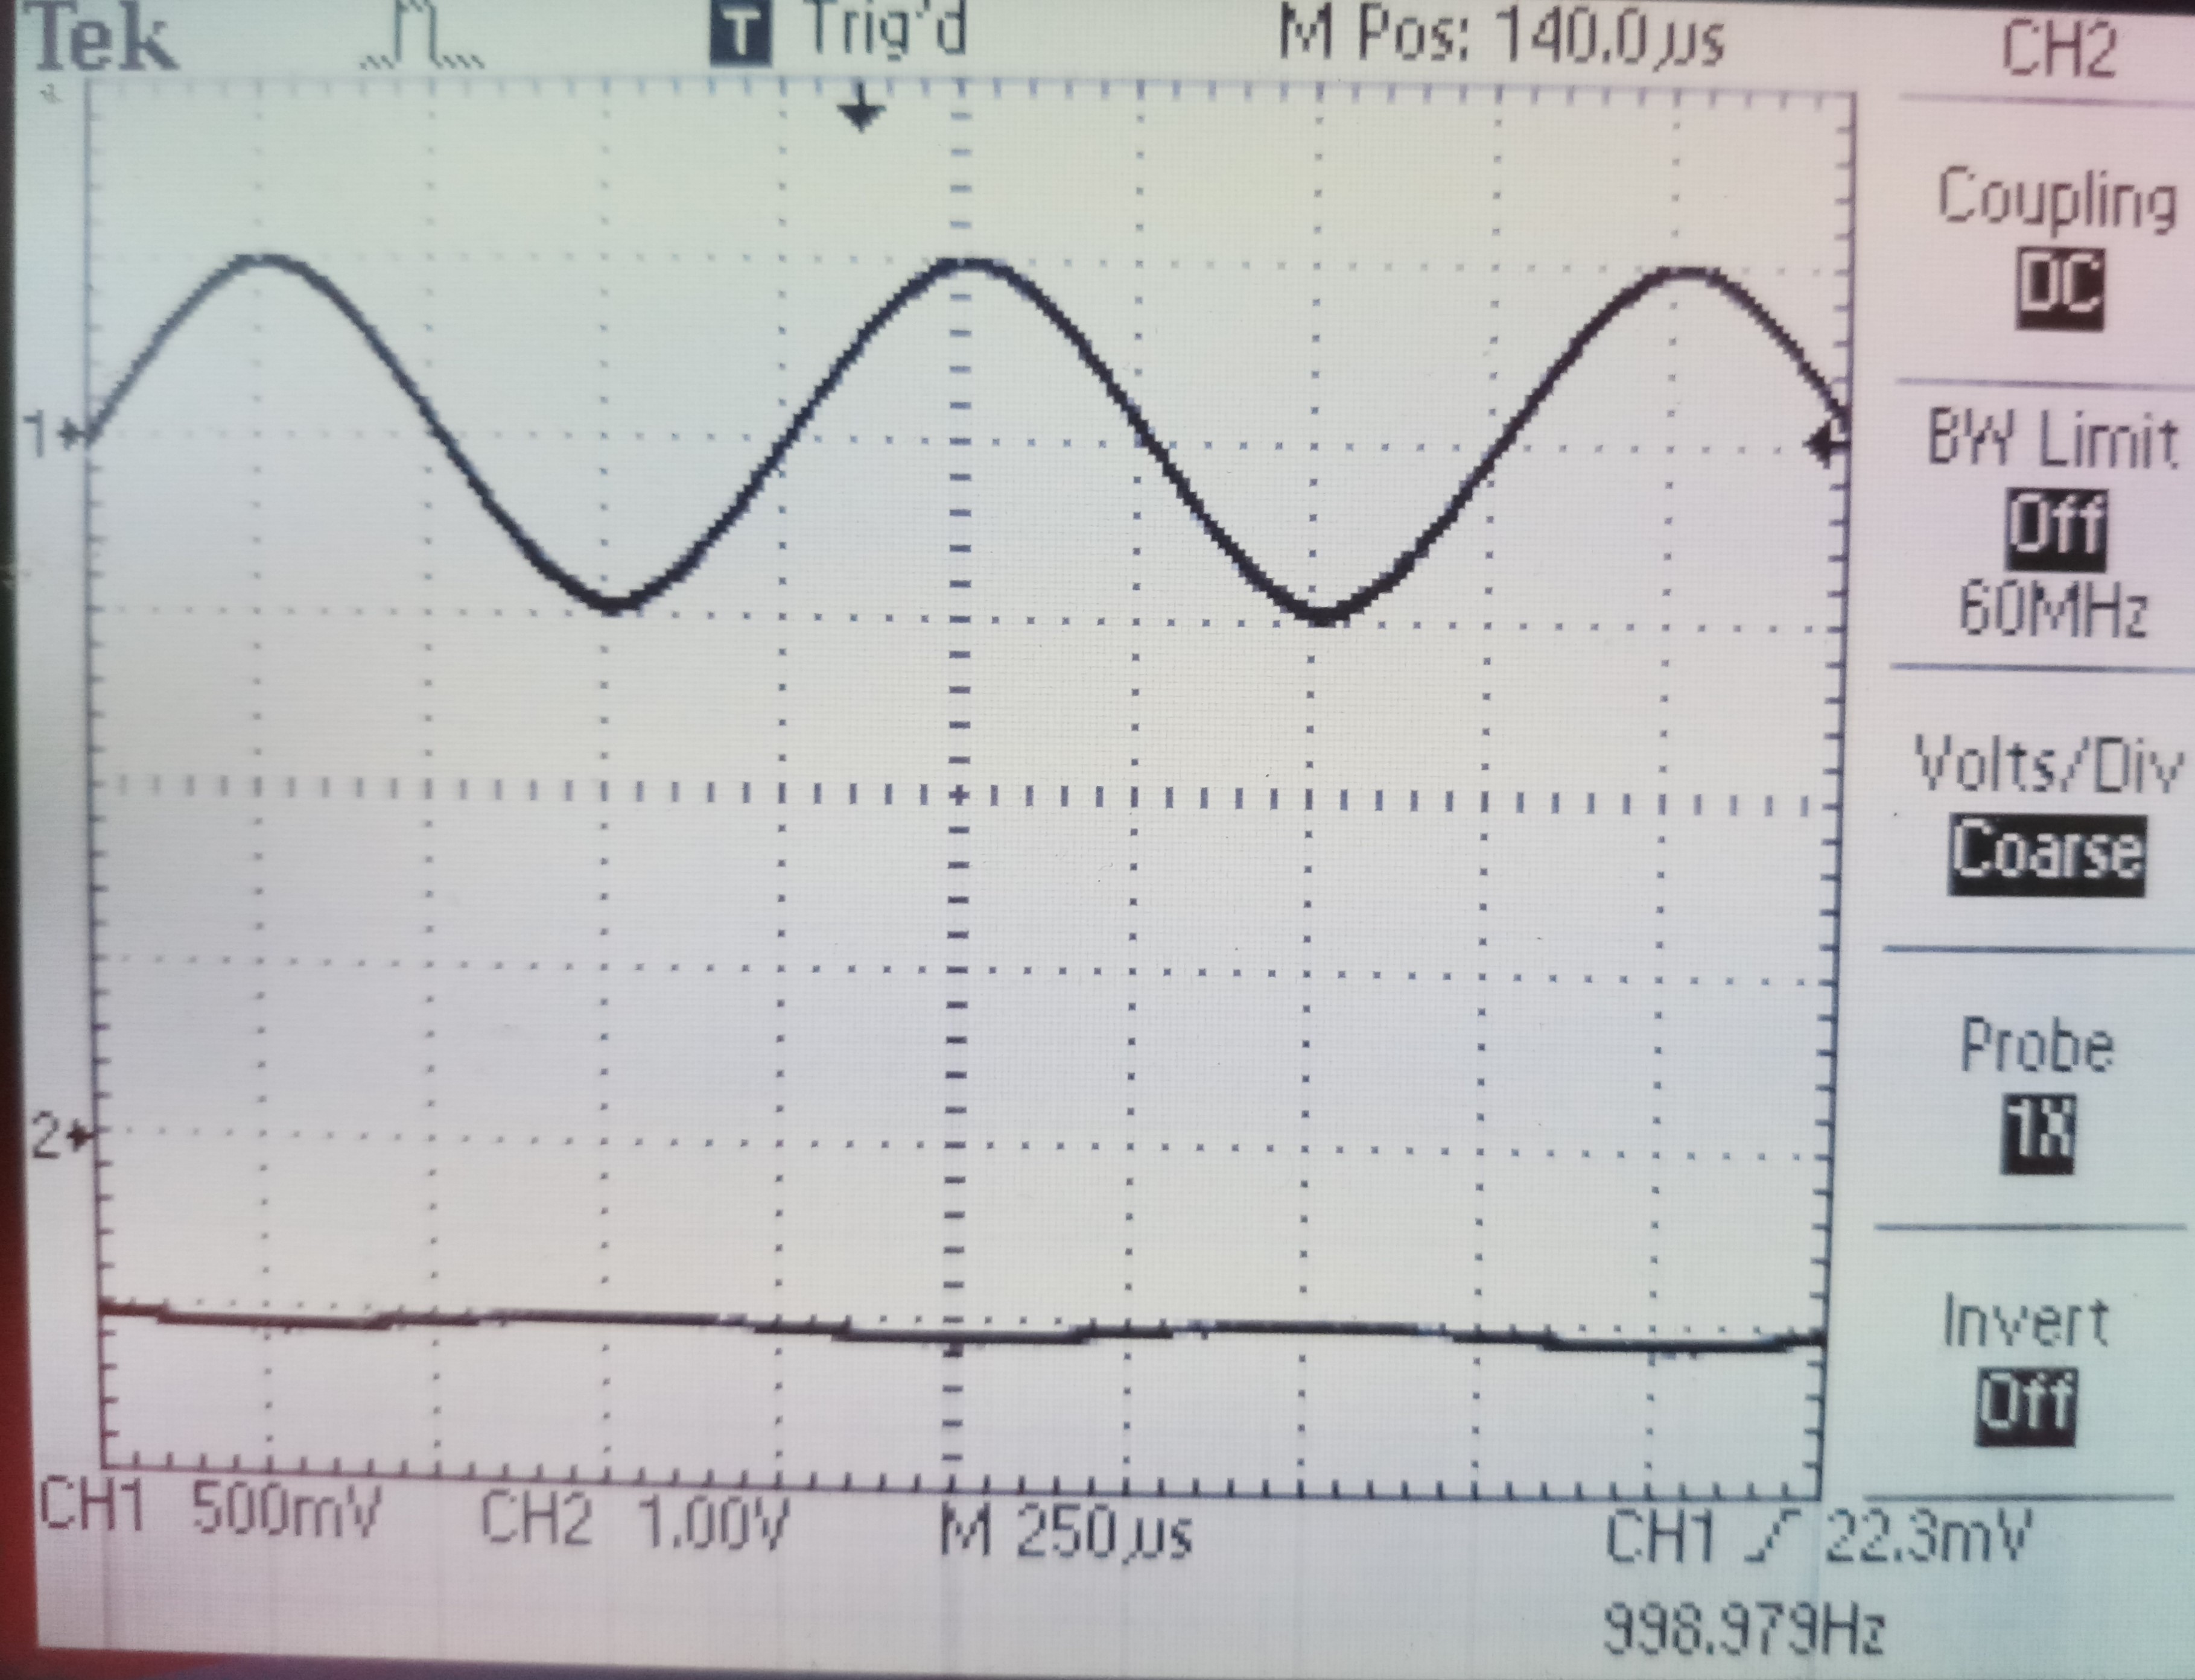 Tek T Trig'd M Pos: 140.0µs CH2
Coupling
DC
1
BW Limit
Off
60MHz
Volts/Div
Coarse
Probe
1X
2
Invert
Off
CH1 500mV CH2 1.00V M 250µs CH1 22.3mV
998.979Hz